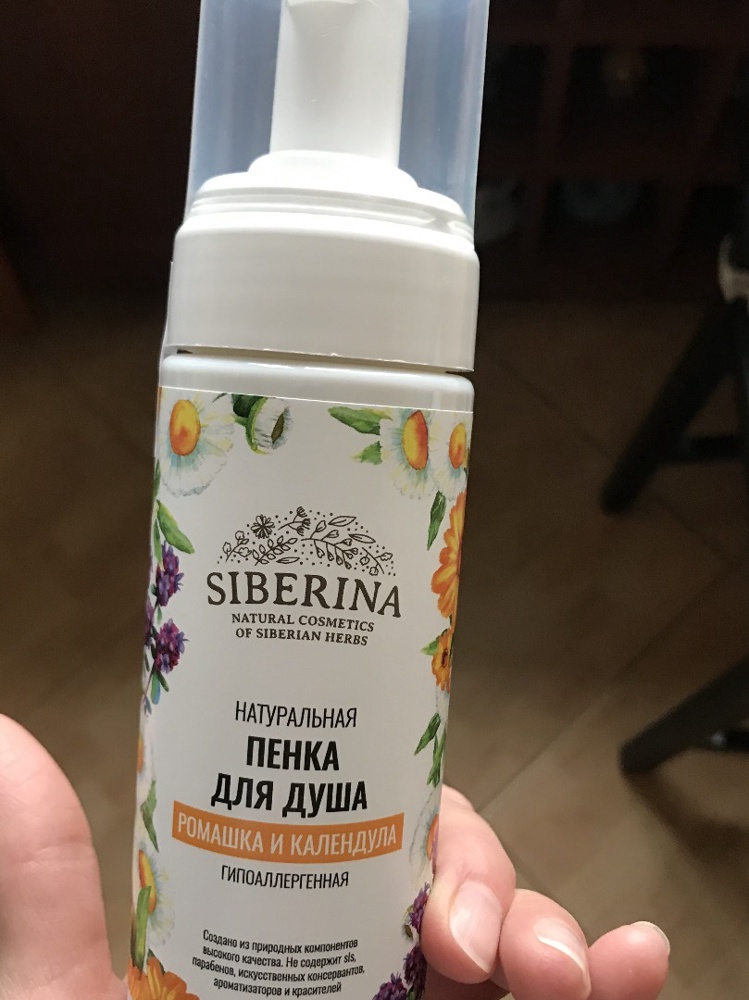 SIBERINA
NATURAL COSMETICS
OF SIBERIAN HERBS
НАТУРАЛЬНАЯ
ПЕНКА
ДЛЯ ДУША
РОМАШКА И КАЛЕНДУЛА
ГИПОАЛЛЕРГЕННАЯ
Создано из природных компонентов
высокого качества. Не содержит sls,
парабенов, искусственных консервантов,
ароматизаторов и красителей